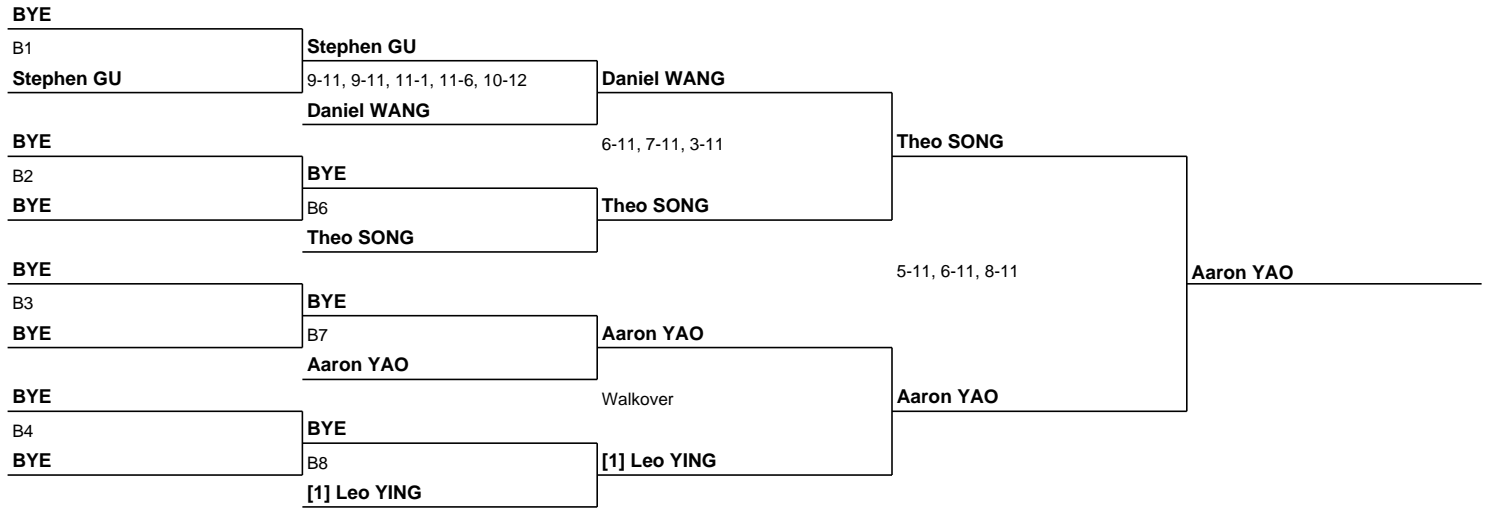 BYE
B1
Stephen GU
Stephen GU
9-11, 9-11, 11-1, 11-6, 10-12
Daniel WANG
Daniel WANG
BYE
6-11, 7-11, 3-11
Theo SONG
B2
BYE
BYE
B6
Theo SONG
Theo SONG
BYE
5-11, 6-11, 8-11
Aaron YAO
B3
BYE
BYE
B7
Aaron YAO
Aaron YAO
BYE
Walkover
Aaron YAO
B4
BYE
BYE
B8
[1] Leo YING
[1] Leo YING